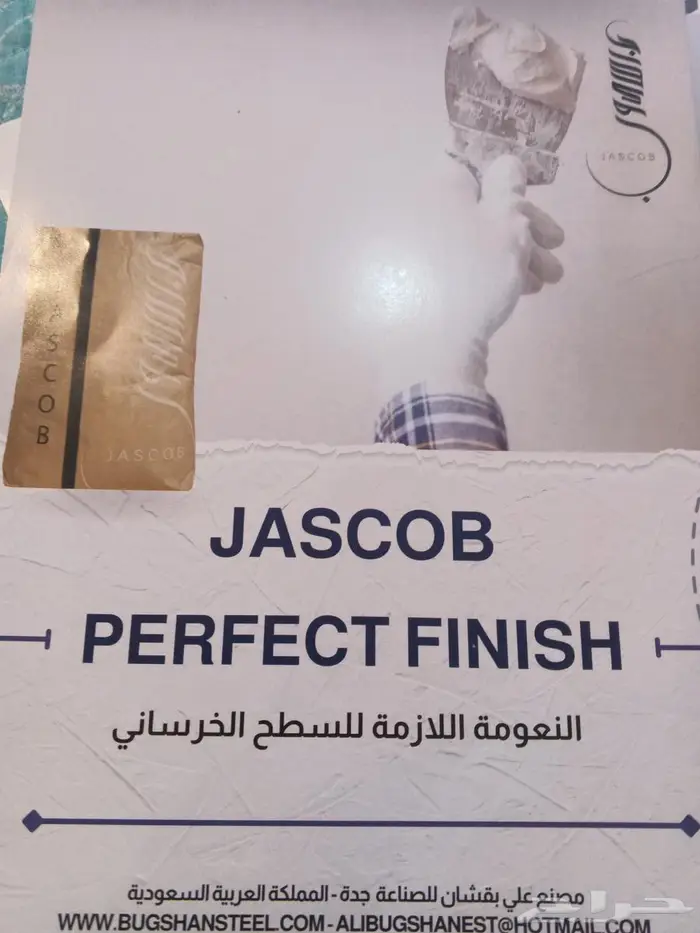 JASCOB
JASCOB
JASCOB
JASCOB
PERFECT FINISH
النعومة اللازمة للسطح الخرساني
مصنع علي بقشان للصناعة جدة - المملكة العربية السعودية
WWW.BUGSHANSTEEL.COM - ALIBUGSHANEST@HOTMAIL.COM
حراج